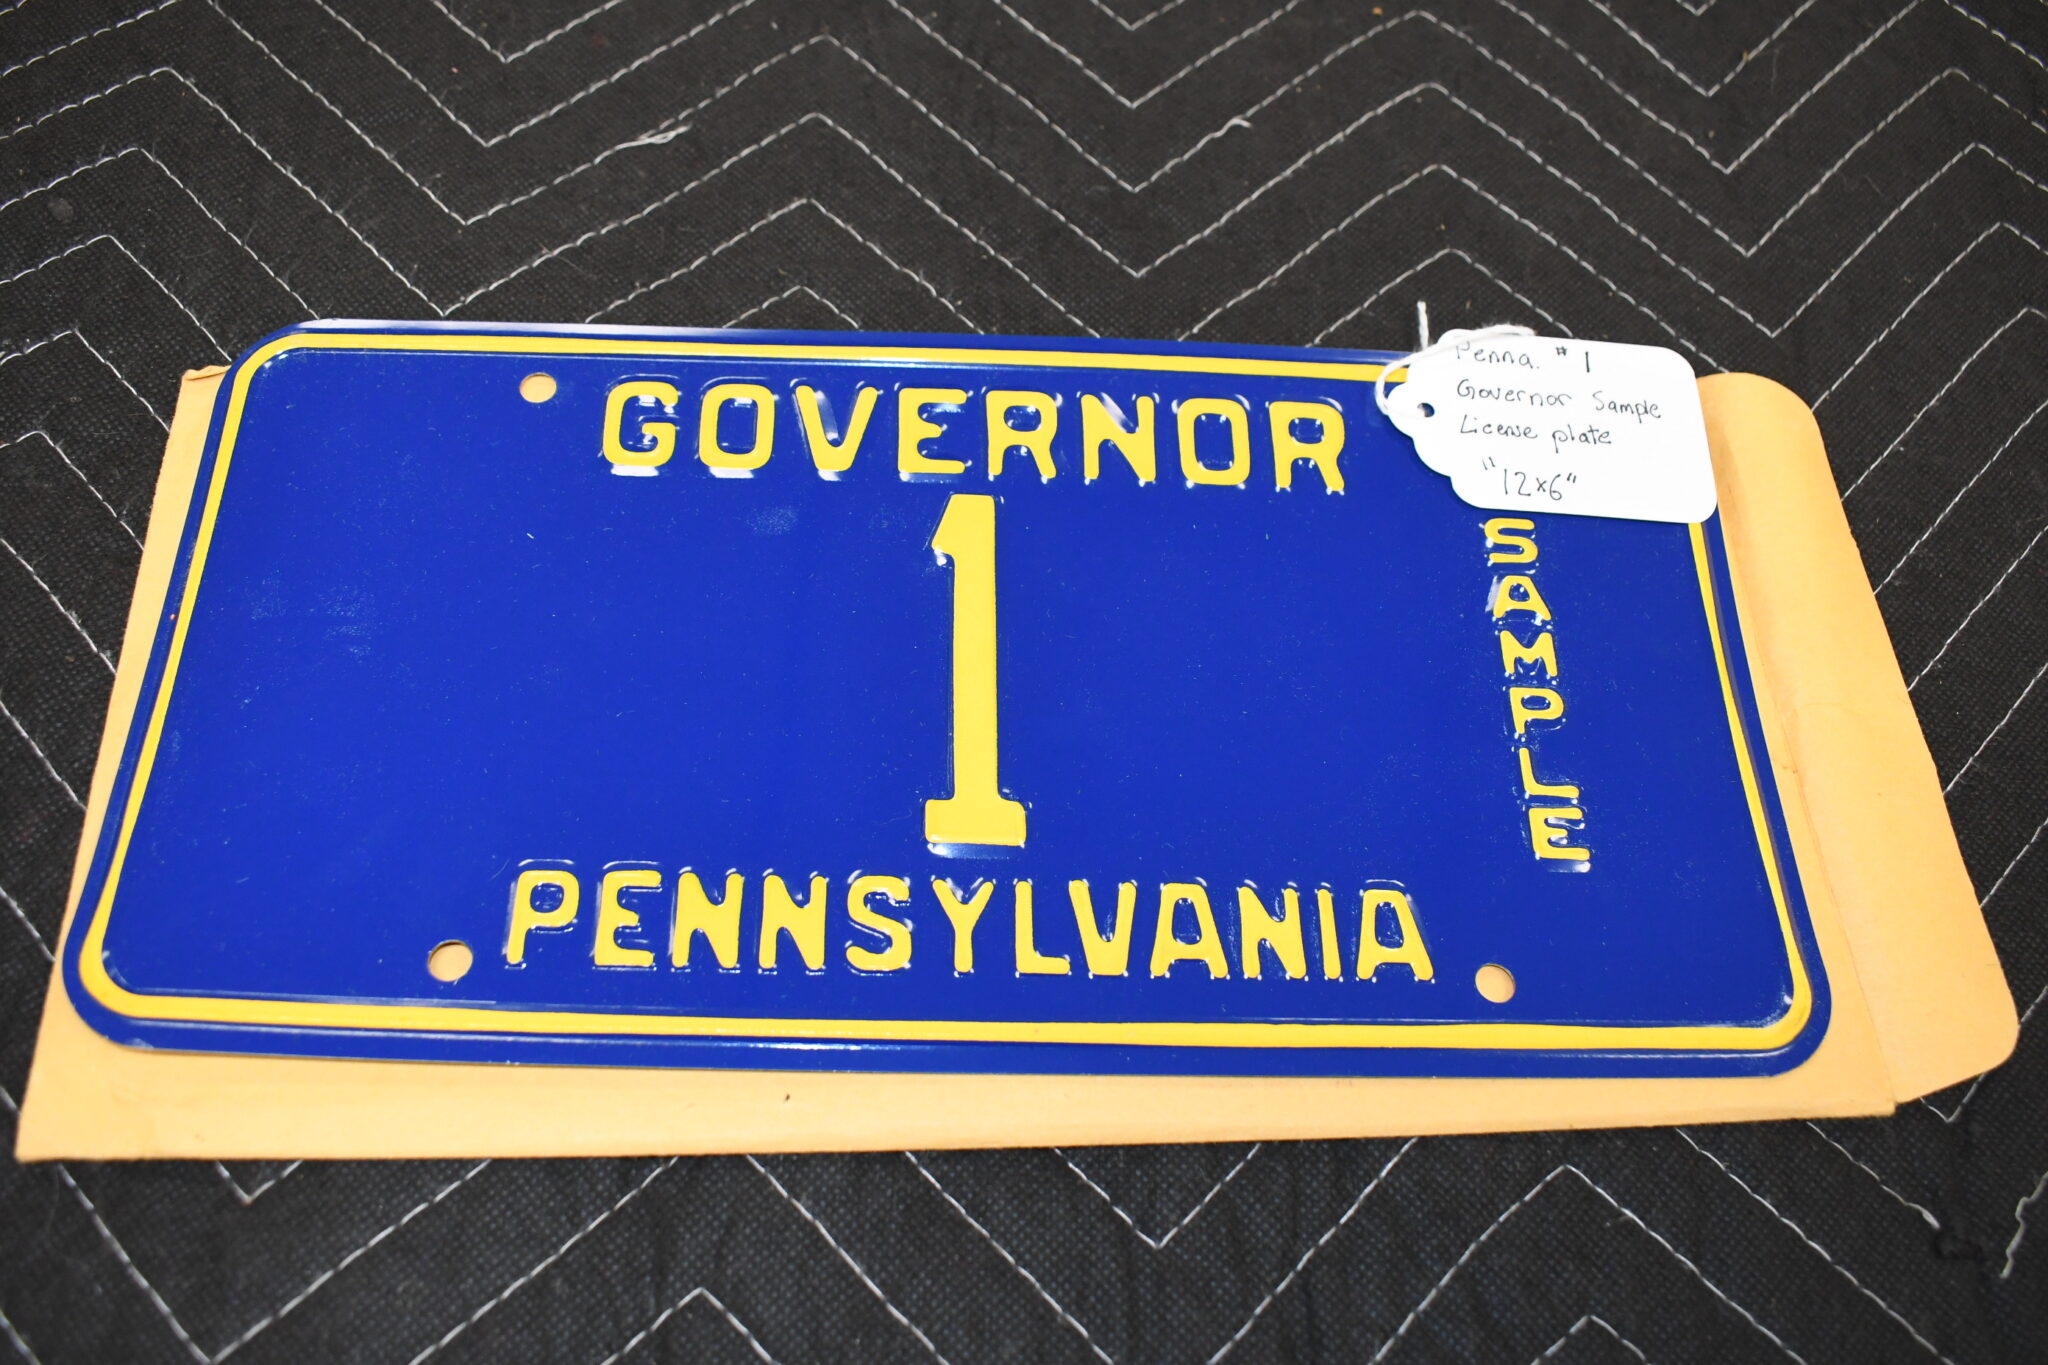 GOVERNOR
1
PENNSYLVANIA
SAMPLE
Penna. #1
Governor Sample
License plate
"12x6"